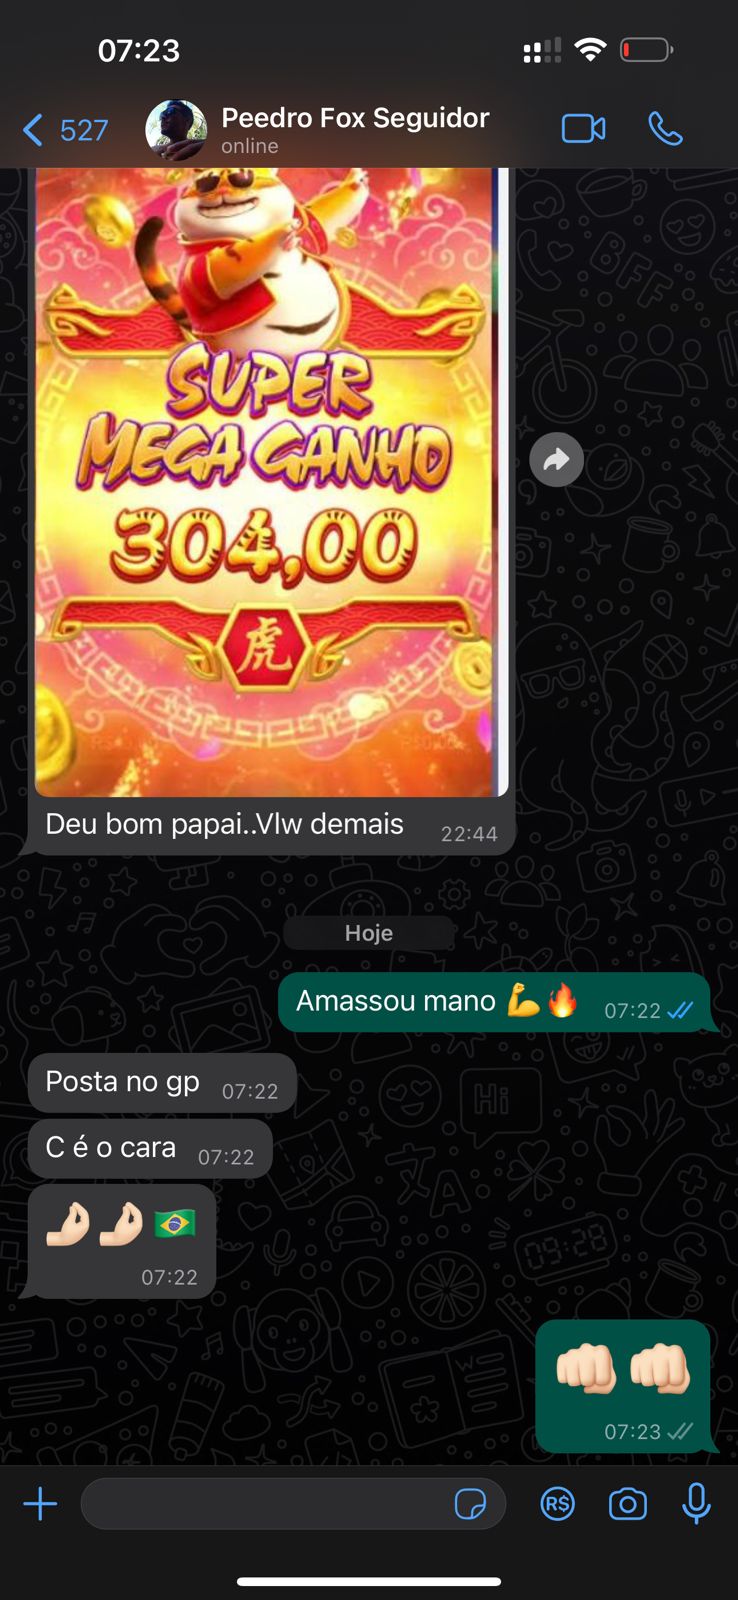 07:23
527
Peedro Fox Seguidor
online
SUPER
MEGA GANHO
304,00
虎
Deu bom papai..Vlw demais 22:44
Hoje
Amassou mano 💪🔥 07:22
Posta no gp 07:22
C é o cara 07:22
🤌🏻🤌🏻🇧🇷
07:22
👊🏻👊🏻
07:23
R$